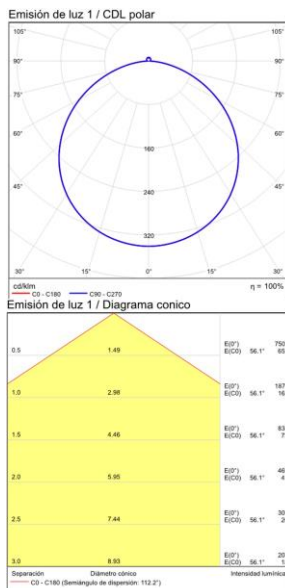 Emisión de luz 1 / CDL polar
105° 105°
90° 90°
75° 75°
60° 60°
45° 45°
160
240
320
30° 15° 0° 15° 30°
cd/klm η = 100%
C0 - C180 C90 - C270
Emisión de luz 1 / Diagrama conico
E(0°) 750
0.5 1.49 E(C0) 56.1° 65
E(0°) 187
1.0 2.98 E(C0) 56.1° 16
E(0°) 83
1.5 4.46 E(C0) 56.1° 7
E(0°) 46
2.0 5.95 E(C0) 56.1° 4
E(0°) 30
2.5 7.44 E(C0) 56.1° 2
E(0°) 20
3.0 8.93 E(C0) 56.1° 1
Separación Diámetro cónico Intensidad lumínic
C0 - C180 (Semiángulo de dispersión: 112.2°)